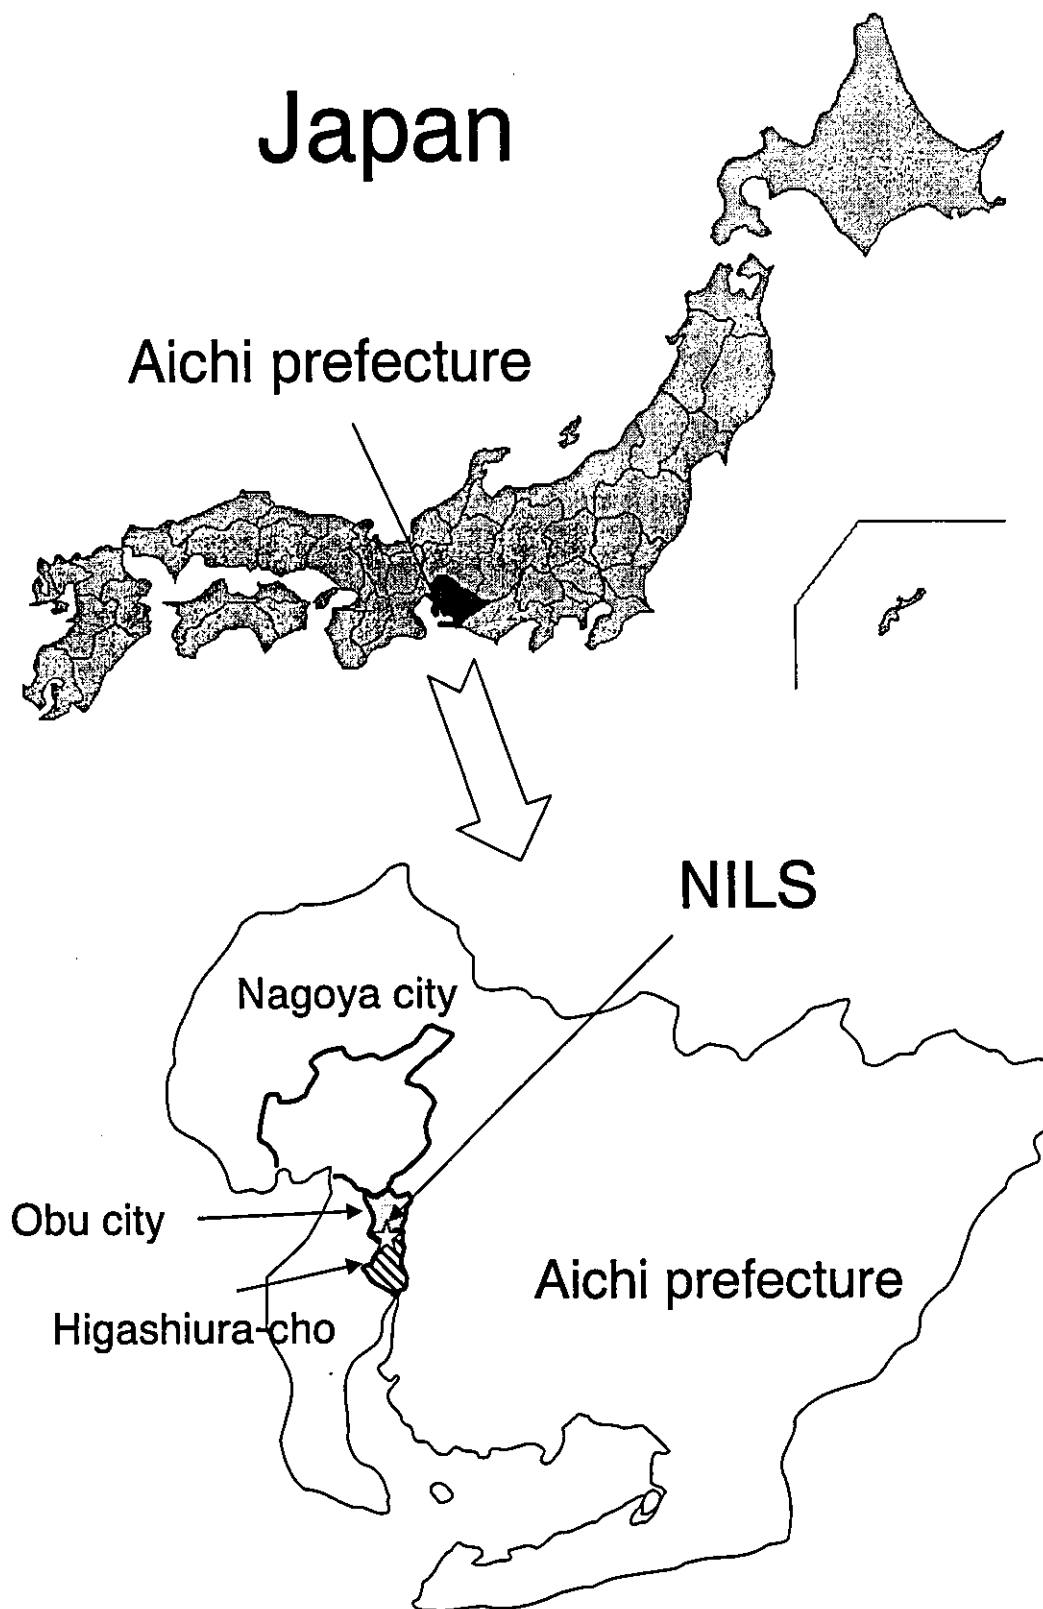 Japan
Aichi prefecture
NILS
Nagoya city
Obu city
Aichi prefecture
Higashiura-cho